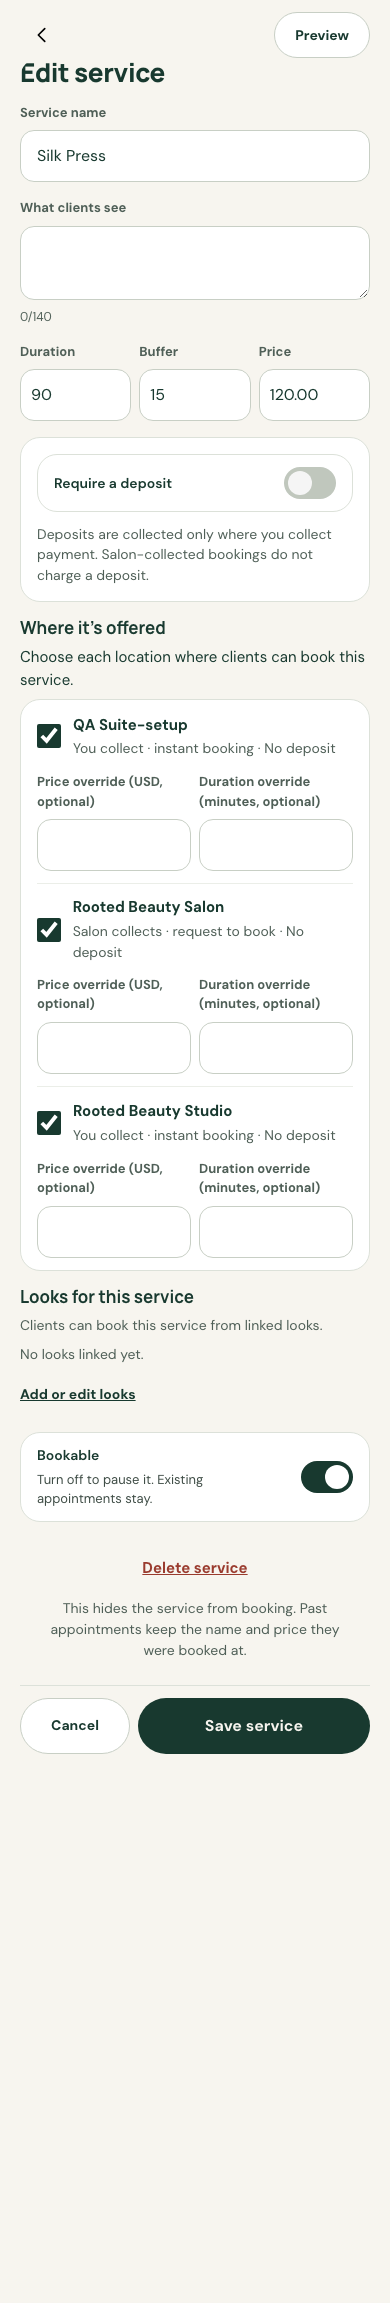 Preview
Edit service
Service name
Silk Press
What clients see
0/140
Duration
Buffer
Price
90
15
120.00
Require a deposit
Deposits are collected only where you collect
payment. Salon-collected bookings do not
charge a deposit.
Where it's offered
Choose each location where clients can book this
service.
QA Suite-setup
You collect · instant booking · No deposit
Price override (USD,
optional)
Duration override
(minutes, optional)
Rooted Beauty Salon
Salon collects · request to book · No
deposit
Price override (USD,
optional)
Duration override
(minutes, optional)
Rooted Beauty Studio
You collect · instant booking · No deposit
Price override (USD,
optional)
Duration override
(minutes, optional)
Looks for this service
Clients can book this service from linked looks.
No looks linked yet.
Add or edit looks
Bookable
Turn off to pause it. Existing
appointments stay.
Delete service
This hides the service from booking. Past
appointments keep the name and price they
were booked at.
Cancel
Save service